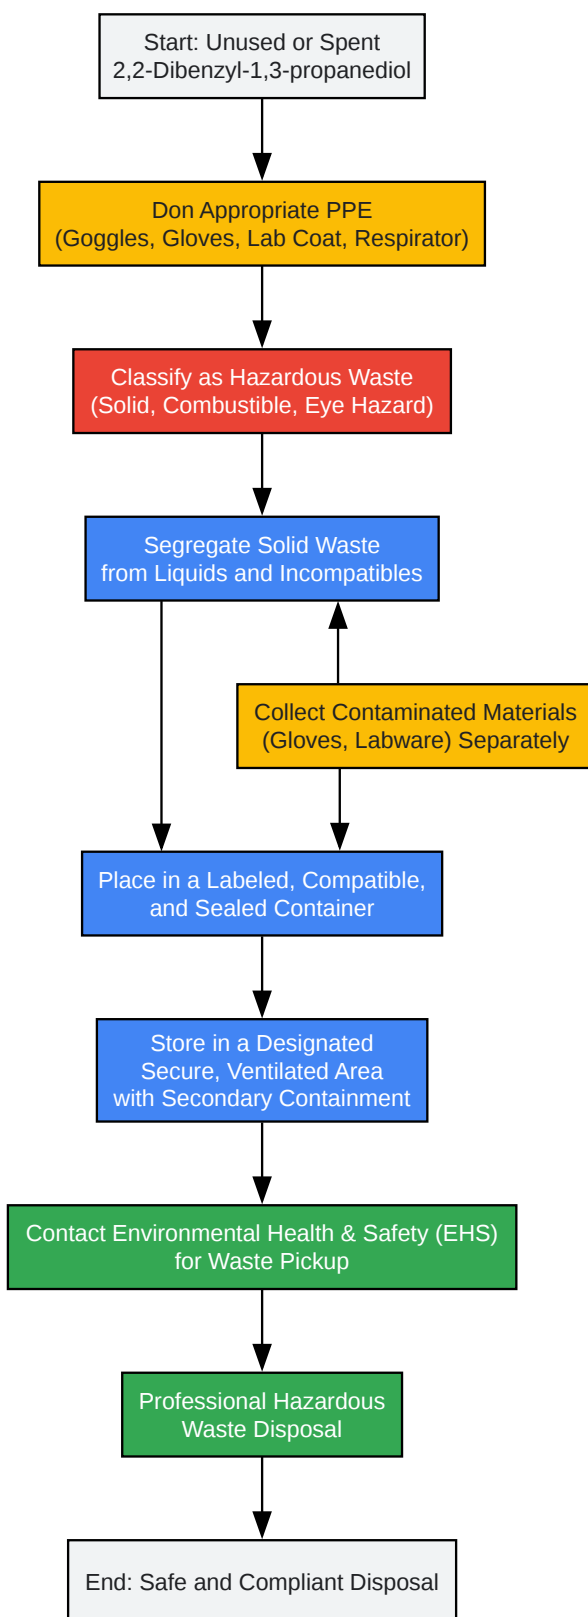 Start: Unused or Spent
2,2-Dibenzyl-1,3-propanediol
Don Appropriate PPE
(Goggles, Gloves, Lab Coat, Respirator)
Classify as Hazardous Waste
(Solid, Combustible, Eye Hazard)
Segregate Solid Waste
from Liquids and Incompatibles
Collect Contaminated Materials
(Gloves, Labware) Separately
Place in a Labeled, Compatible,
and Sealed Container
Store in a Designated
Secure, Ventilated Area
with Secondary Containment
Contact Environmental Health & Safety (EHS)
for Waste Pickup
Professional Hazardous
Waste Disposal
End: Safe and Compliant Disposal